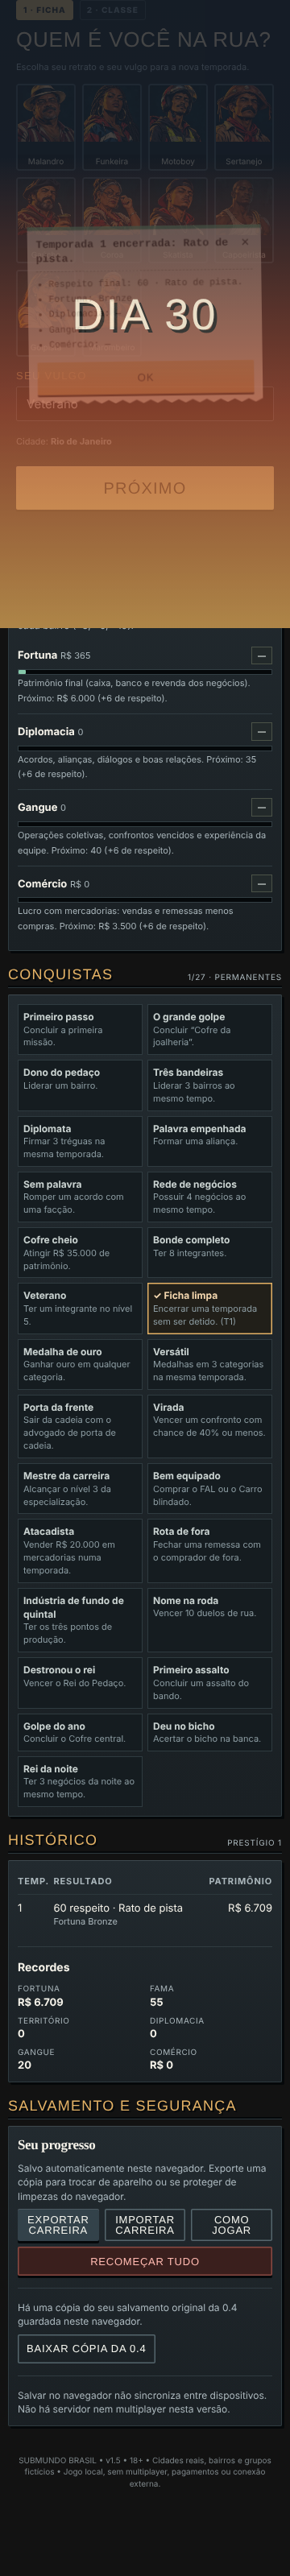 1 · FICHA 2 · CLASSE
QUEM É VOCÊ NA RUA?
Escolha seu retrato e seu vulgo para a nova temporada.
Malandro Funkeira Motoboy Sertanejo
Temporada 1 encerrada: Rato de pista. ×
• Respeito final: 60 · Rato de pista.
• Fortuna: Bronze
DIA 30
• Comércio: —
OK
Veterano
Cidade: Rio de Janeiro
PRÓXIMO
Fortuna R$ 365 —
Patrimônio final (caixa, banco e revenda dos negócios).
Próximo: R$ 6.000 (+6 de respeito).
Diplomacia 0 —
Acordos, alianças, diálogos e boas relações. Próximo: 35
(+6 de respeito).
Gangue 0 —
Operações coletivas, confrontos vencidos e experiência da
equipe. Próximo: 40 (+6 de respeito).
Comércio R$ 0 —
Lucro com mercadorias: vendas e remessas menos
compras. Próximo: R$ 3.500 (+6 de respeito).
CONQUISTAS 1/27 · PERMANENTES
Primeiro passo
Concluir a primeira
missão.
O grande golpe
Concluir “Cofre da
joalheria”.
Dono do pedaço
Liderar um bairro.
Três bandeiras
Liderar 3 bairros ao
mesmo tempo.
Diplomata
Firmar 3 tréguas na
mesma temporada.
Palavra empenhada
Formar uma aliança.
Sem palavra
Romper um acordo com
uma facção.
Rede de negócios
Possuir 4 negócios ao
mesmo tempo.
Cofre cheio
Atingir R$ 35.000 de
patrimônio.
Bonde completo
Ter 8 integrantes.
Veterano
Ter um integrante no nível
5.
✓ Ficha limpa
Encerrar uma temporada
sem ser detido. (T1)
Medalha de ouro
Ganhar ouro em qualquer
categoria.
Versátil
Medalhas em 3 categorias
na mesma temporada.
Porta da frente
Sair da cadeia com o
advogado de porta de
cadeia.
Virada
Vencer um confronto com
chance de 40% ou menos.
Mestre da carreira
Alcançar o nível 3 da
especialização.
Bem equipado
Comprar o FAL ou o Carro
blindado.
Atacadista
Vender R$ 20.000 em
mercadorias numa
temporada.
Rota de fora
Fechar uma remessa com
o comprador de fora.
Indústria de fundo de
quintal
Ter os três pontos de
produção.
Nome na roda
Vencer 10 duelos de rua.
Destronou o rei
Vencer o Rei do Pedaço.
Primeiro assalto
Concluir um assalto do
bando.
Golpe do ano
Concluir o Cofre central.
Deu no bicho
Acertar o bicho na banca.
Rei da noite
Ter 3 negócios da noite ao
mesmo tempo.
HISTÓRICO PRESTÍGIO 1
TEMP. RESULTADO PATRIMÔNIO
1 60 respeito · Rato de pista R$ 6.709
Fortuna Bronze
Recordes
FORTUNA FAMA
R$ 6.709 55
TERRITÓRIO DIPLOMACIA
0 0
GANGUE COMÉRCIO
20 R$ 0
SALVAMENTO E SEGURANÇA
Seu progresso
Salvo automaticamente neste navegador. Exporte uma
cópia para trocar de aparelho ou se proteger de
limpezas do navegador.
EXPORTAR
CARREIRA
IMPORTAR
CARREIRA
COMO
JOGAR
RECOMEÇAR TUDO
Há uma cópia do seu salvamento original da 0.4
guardada neste navegador.
BAIXAR CÓPIA DA 0.4
Salvar no navegador não sincroniza entre dispositivos.
Não há servidor nem multiplayer nesta versão.
SUBMUNDO BRASIL • v1.5 • 18+ • Cidades reais, bairros e grupos
fictícios • Jogo local, sem multiplayer, pagamentos ou conexão
externa.